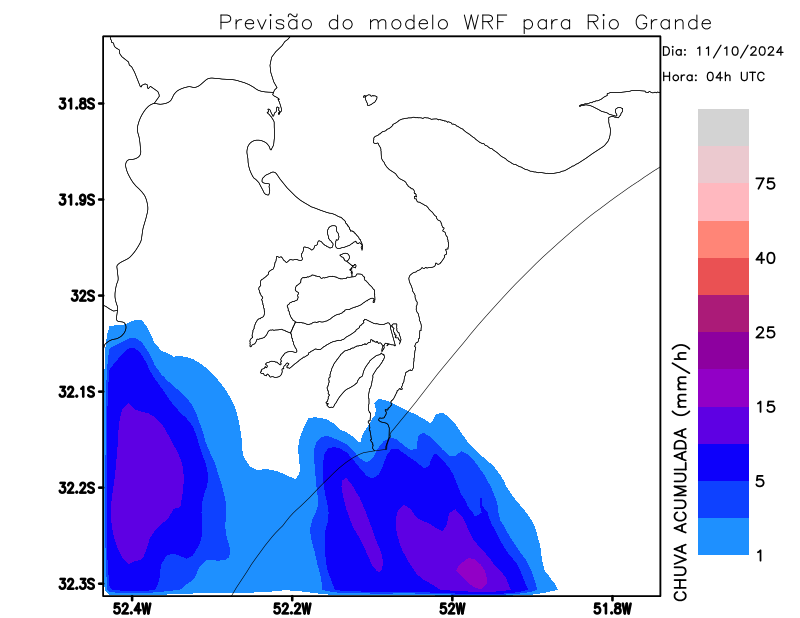 Previsão do modelo WRF para Rio Grande
Dia: 11/10/2024
Hora: 04h UTC
31.8S
31.9S
32S
32.1S
32.2S
32.3S
52.4W
52.2W
52W
51.8W
75
40
25
15
5
1
CHUVA ACUMULADA (mm/h)